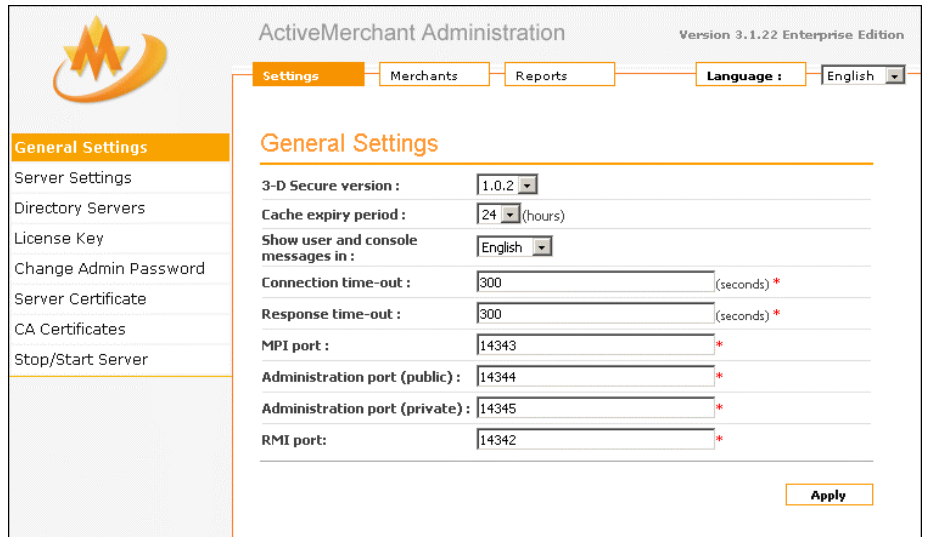 ActiveMerchant Administration
Version 3.1.22 Enterprise Edition
Settings Merchants Reports Language : English
General Settings
Server Settings
Directory Servers
License Key
Change Admin Password
Server Certificate
CA Certificates
Stop/Start Server
General Settings
3-D Secure version : 1.0.2
Cache expiry period : 24 (hours)
Show user and console
messages in : English
Connection time-out : 300 (seconds) *
Response time-out : 300 (seconds) *
MPI port : 14343 *
Administration port (public) : 14344 *
Administration port (private) : 14345 *
RMI port: 14342 *
Apply